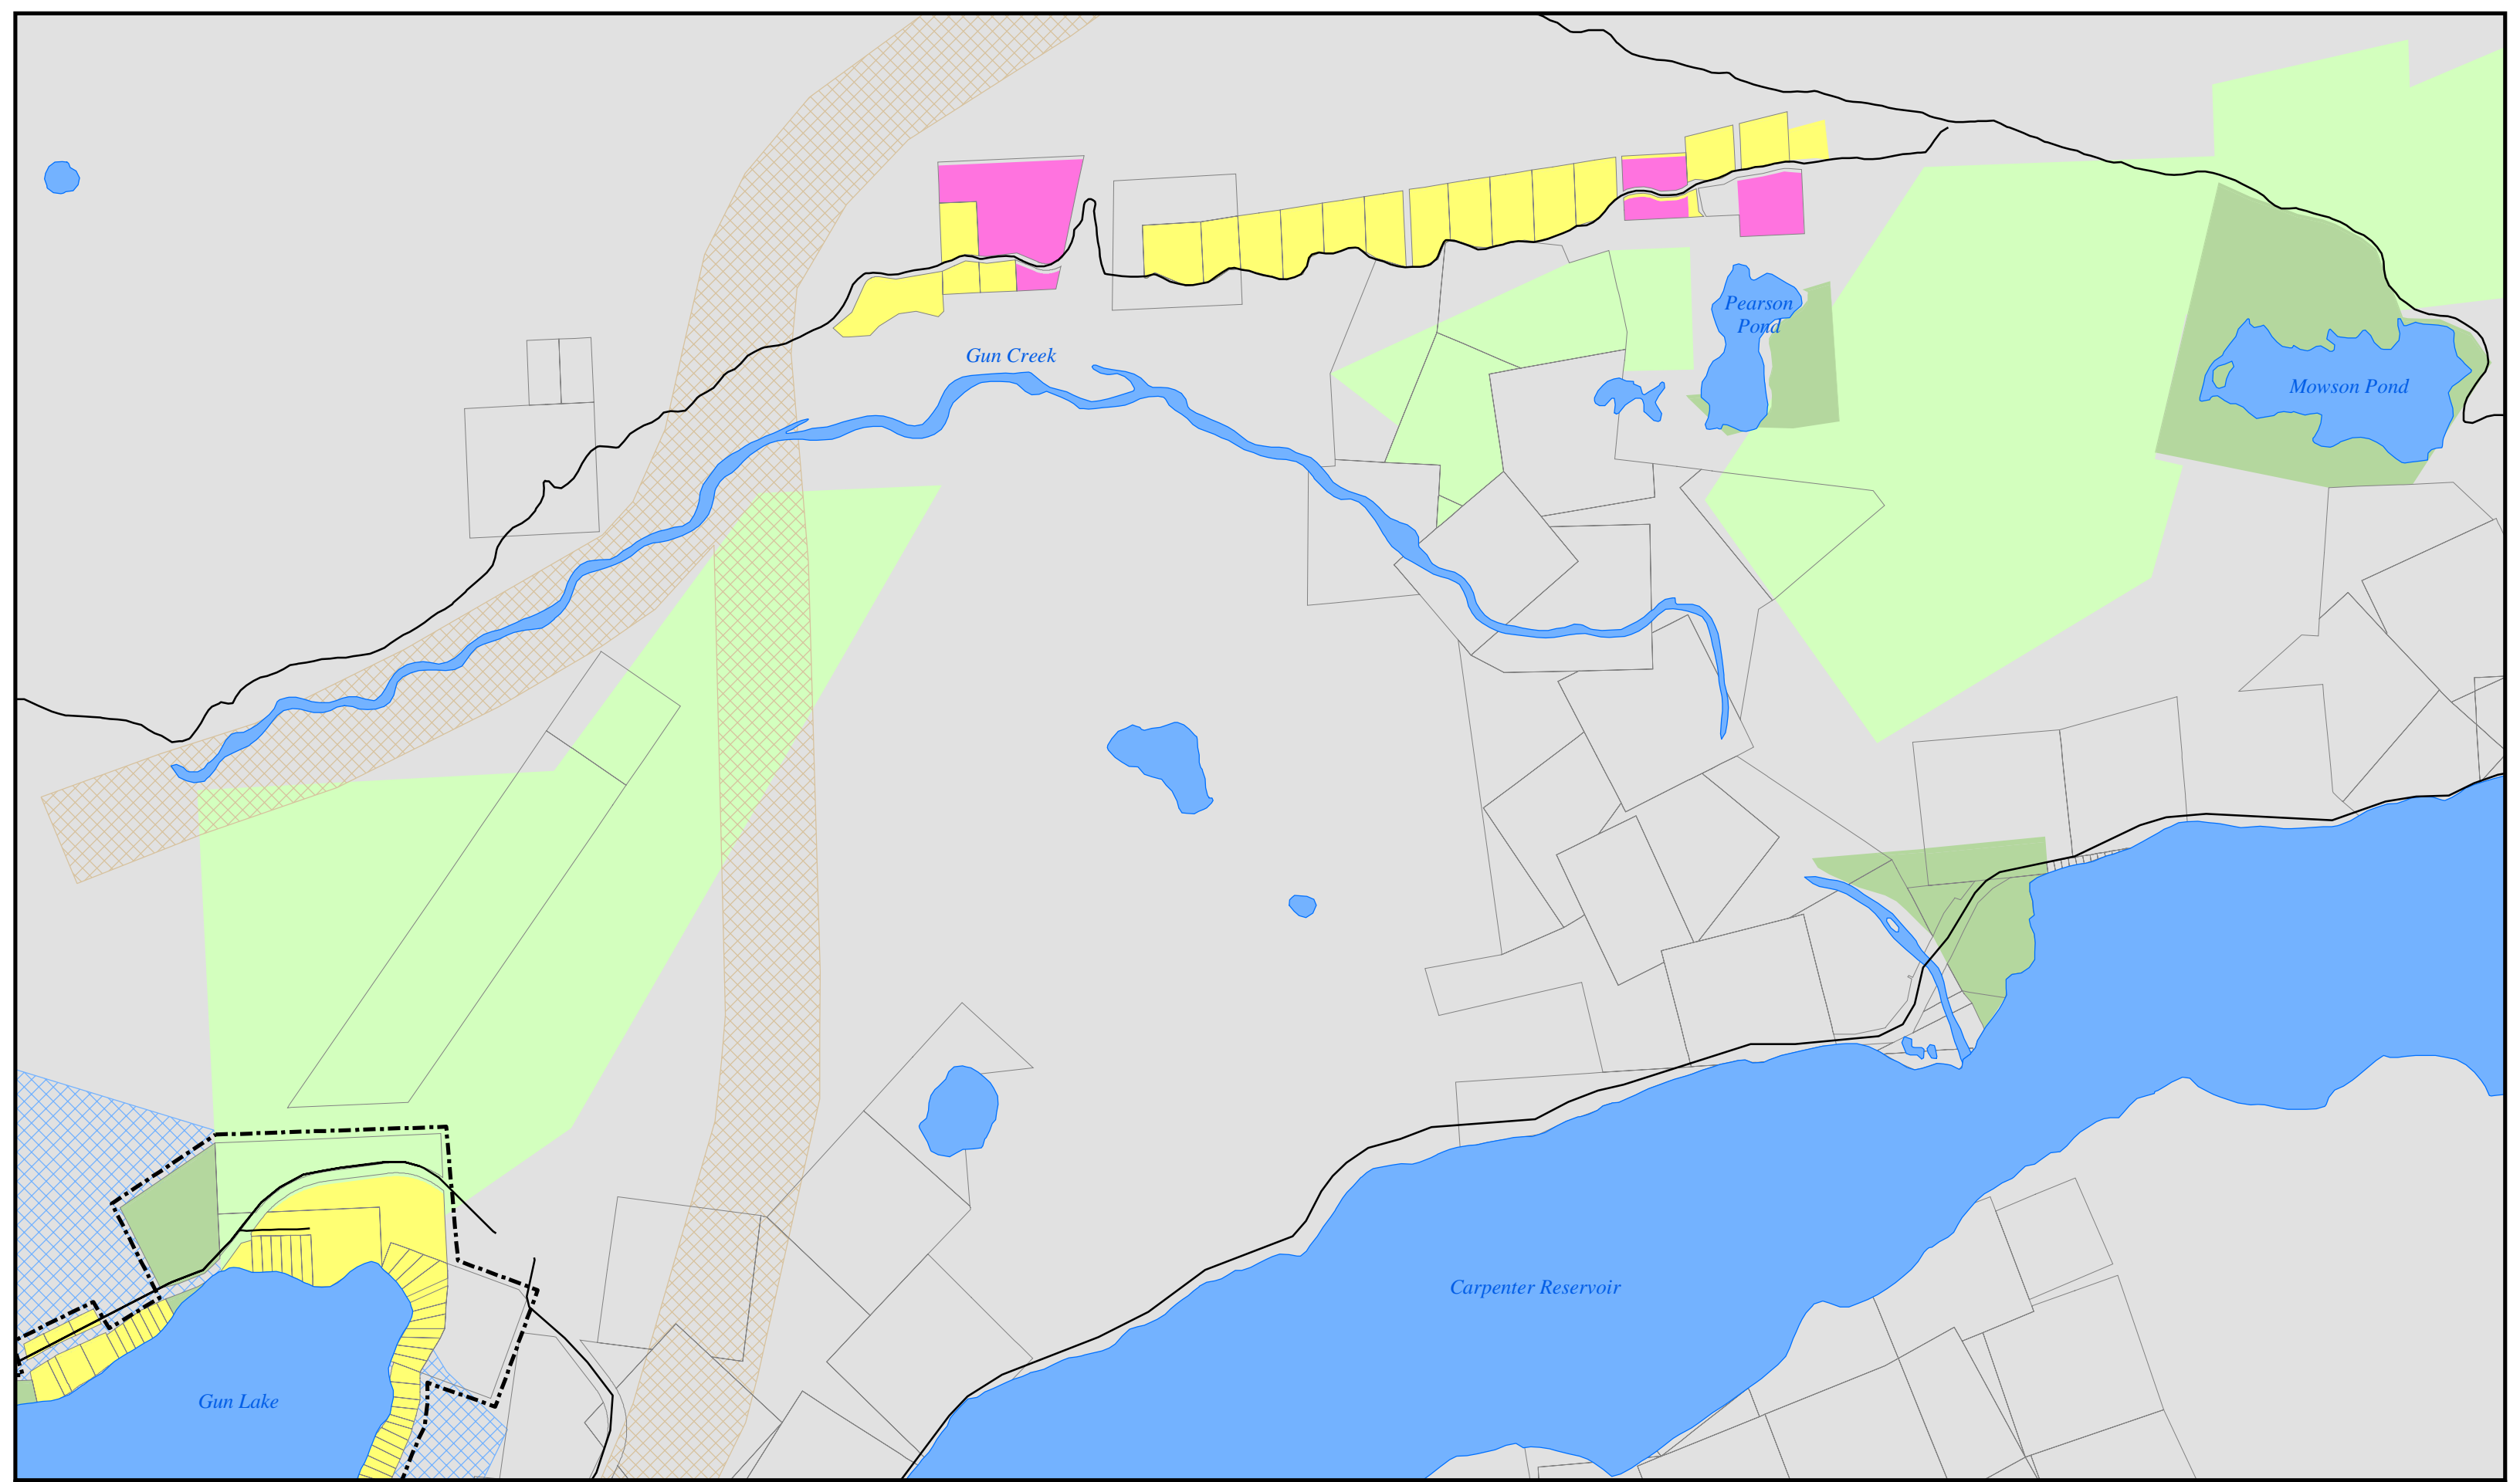 Pearson
Pond
Gun Creek
Mowson Pond
Carpenter Reservoir
Gun Lake